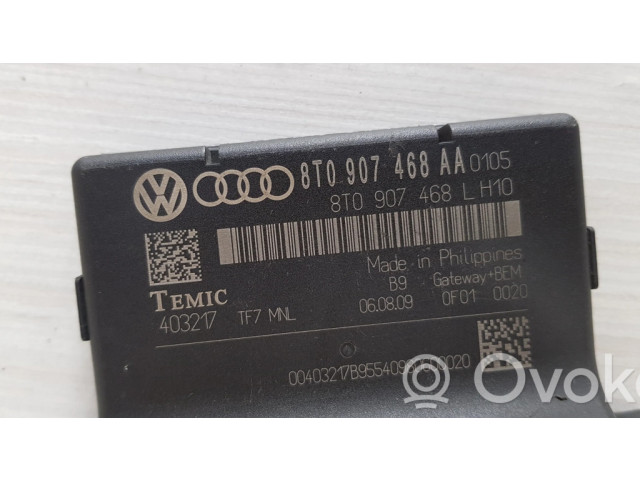 8T0 907 468 AA 0105
8T0 907 468 L H10
Made in Philippines
B9 Gateway+BEM
TEMIC
06.08.09 0F01 0020
403217 TF7 MNL
OVOKO